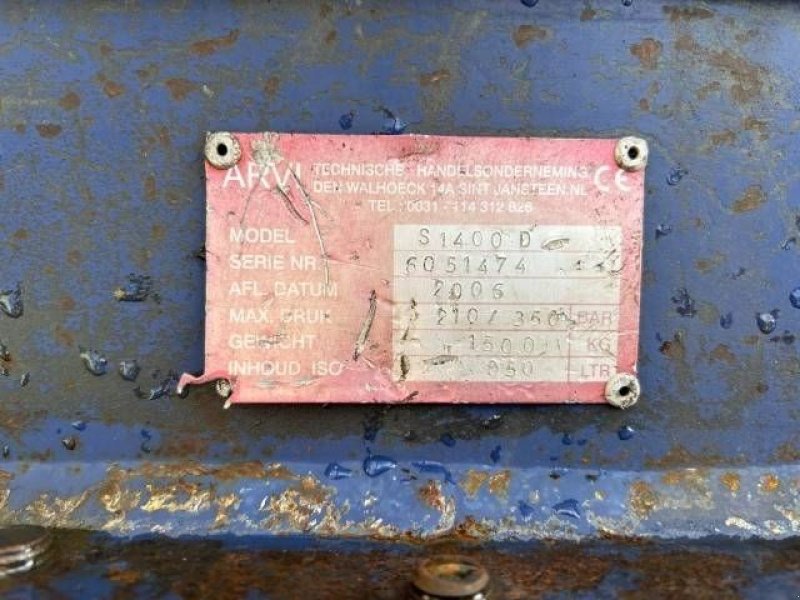 ARVI TECHNISCHE HANDELSONDERNEMING CE
DEN WALHOECK 14A SINT JANSTEEN.NL
TEL.: 0031 - 114 312 826
MODEL S1400 D
SERIE NR. 6051474
AFL. DATUM 2006
MAX. DRUK 210/ 350 BAR
GEWICHT 1500 KG
INHOUD ISO 850 LTR